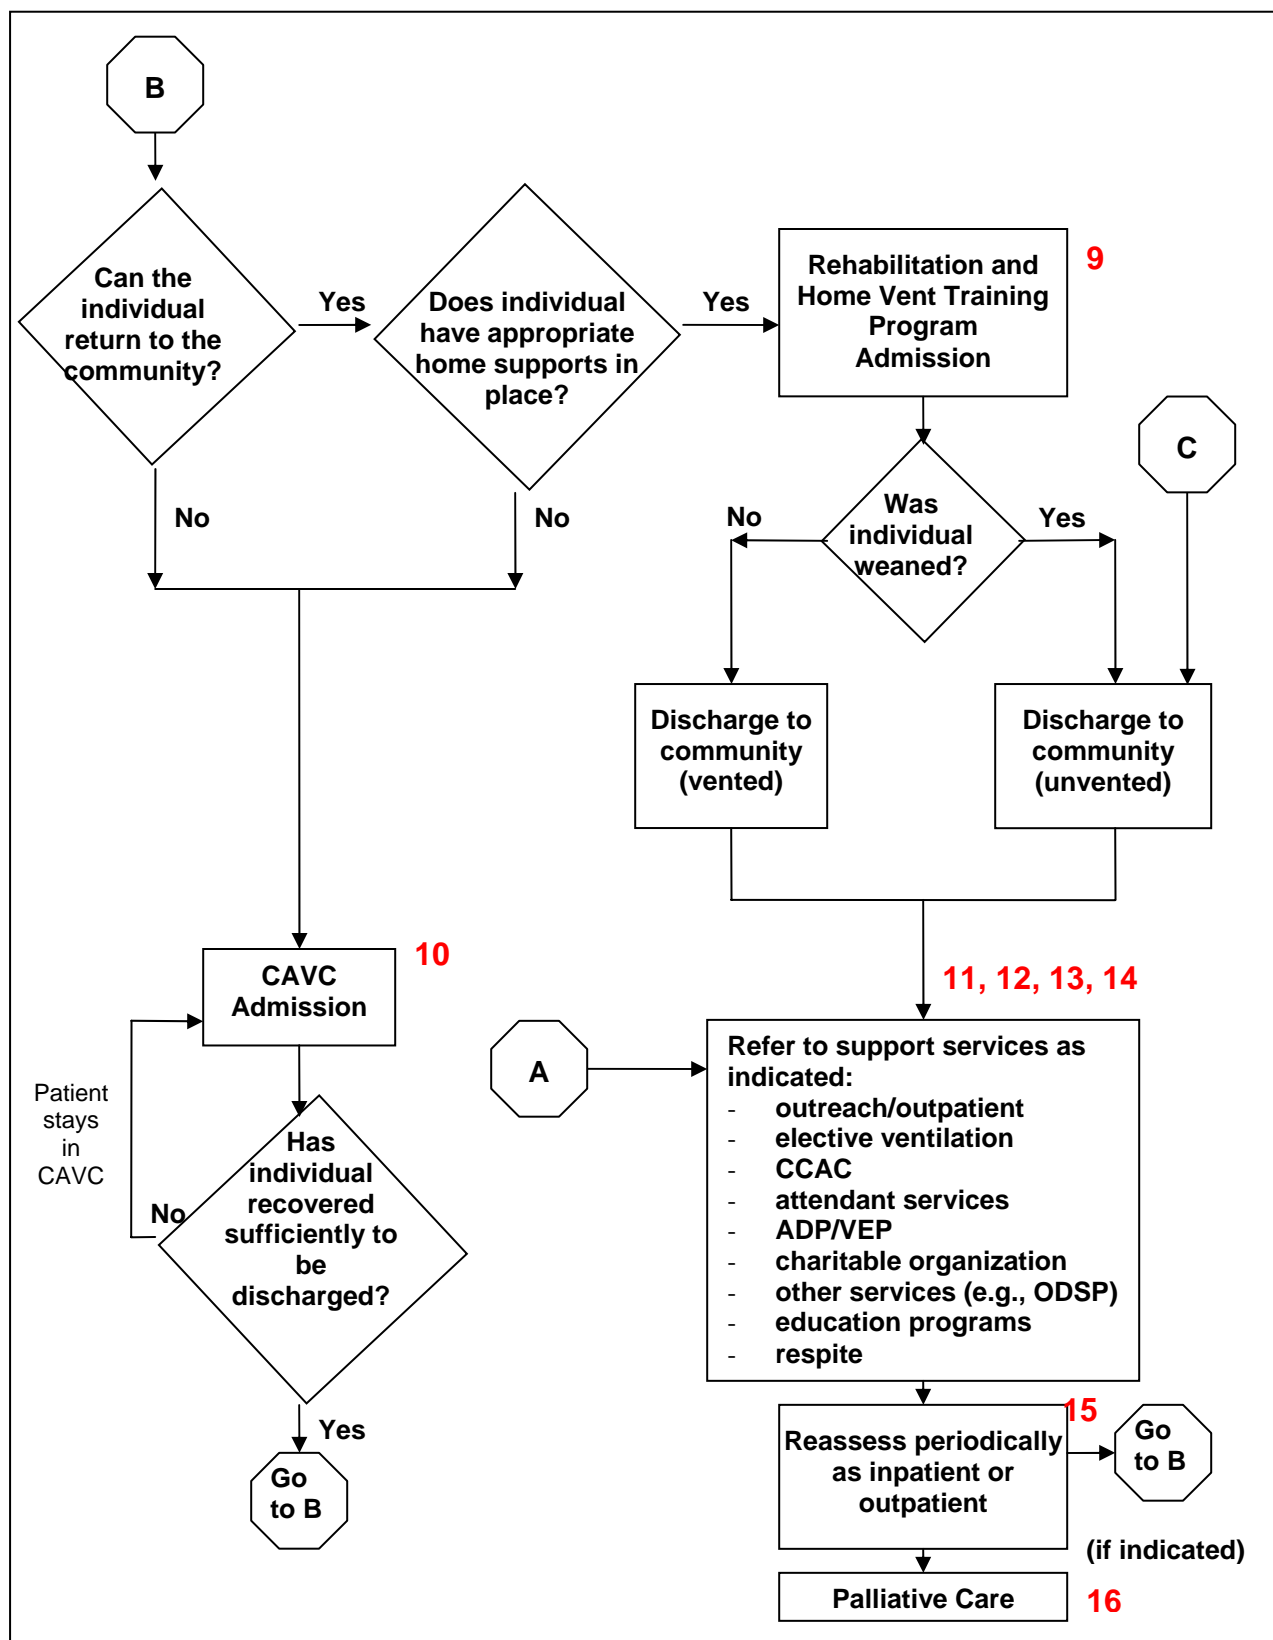 B
Can the
individual
return to the
community?
Yes
Does individual
have appropriate
home supports in
place?
Yes
Rehabilitation and
Home Vent Training
Program
Admission
9
C
No
No
No
Was
individual
weaned?
Yes
Discharge to
community
(vented)
Discharge to
community
(unvented)
CAVC
Admission
10
11, 12, 13, 14
Patient
stays
in
CAVC
No
Has
individual
recovered
sufficiently to
be
discharged?
Yes
Go
to B
A
Refer to support services as
indicated:
- outreach/outpatient
- elective ventilation
- CCAC
- attendant services
- ADP/VEP
- charitable organization
- other services (e.g., ODSP)
- education programs
- respite
15
Reassess periodically
as inpatient or
outpatient
Go
to B
(if indicated)
Palliative Care
16